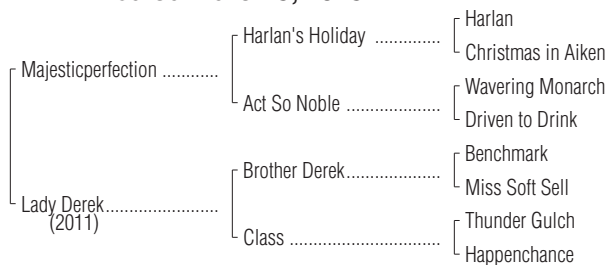 Harlan
Harlan's Holiday ..............
Christmas in Aiken
Majesticperfection ............
Wavering Monarch
Act So Noble .....................
Driven to Drink
Benchmark
Brother Derek.....................
Miss Soft Sell
Lady Derek.........................
(2011)
Thunder Gulch
Class .................................
Happenchance